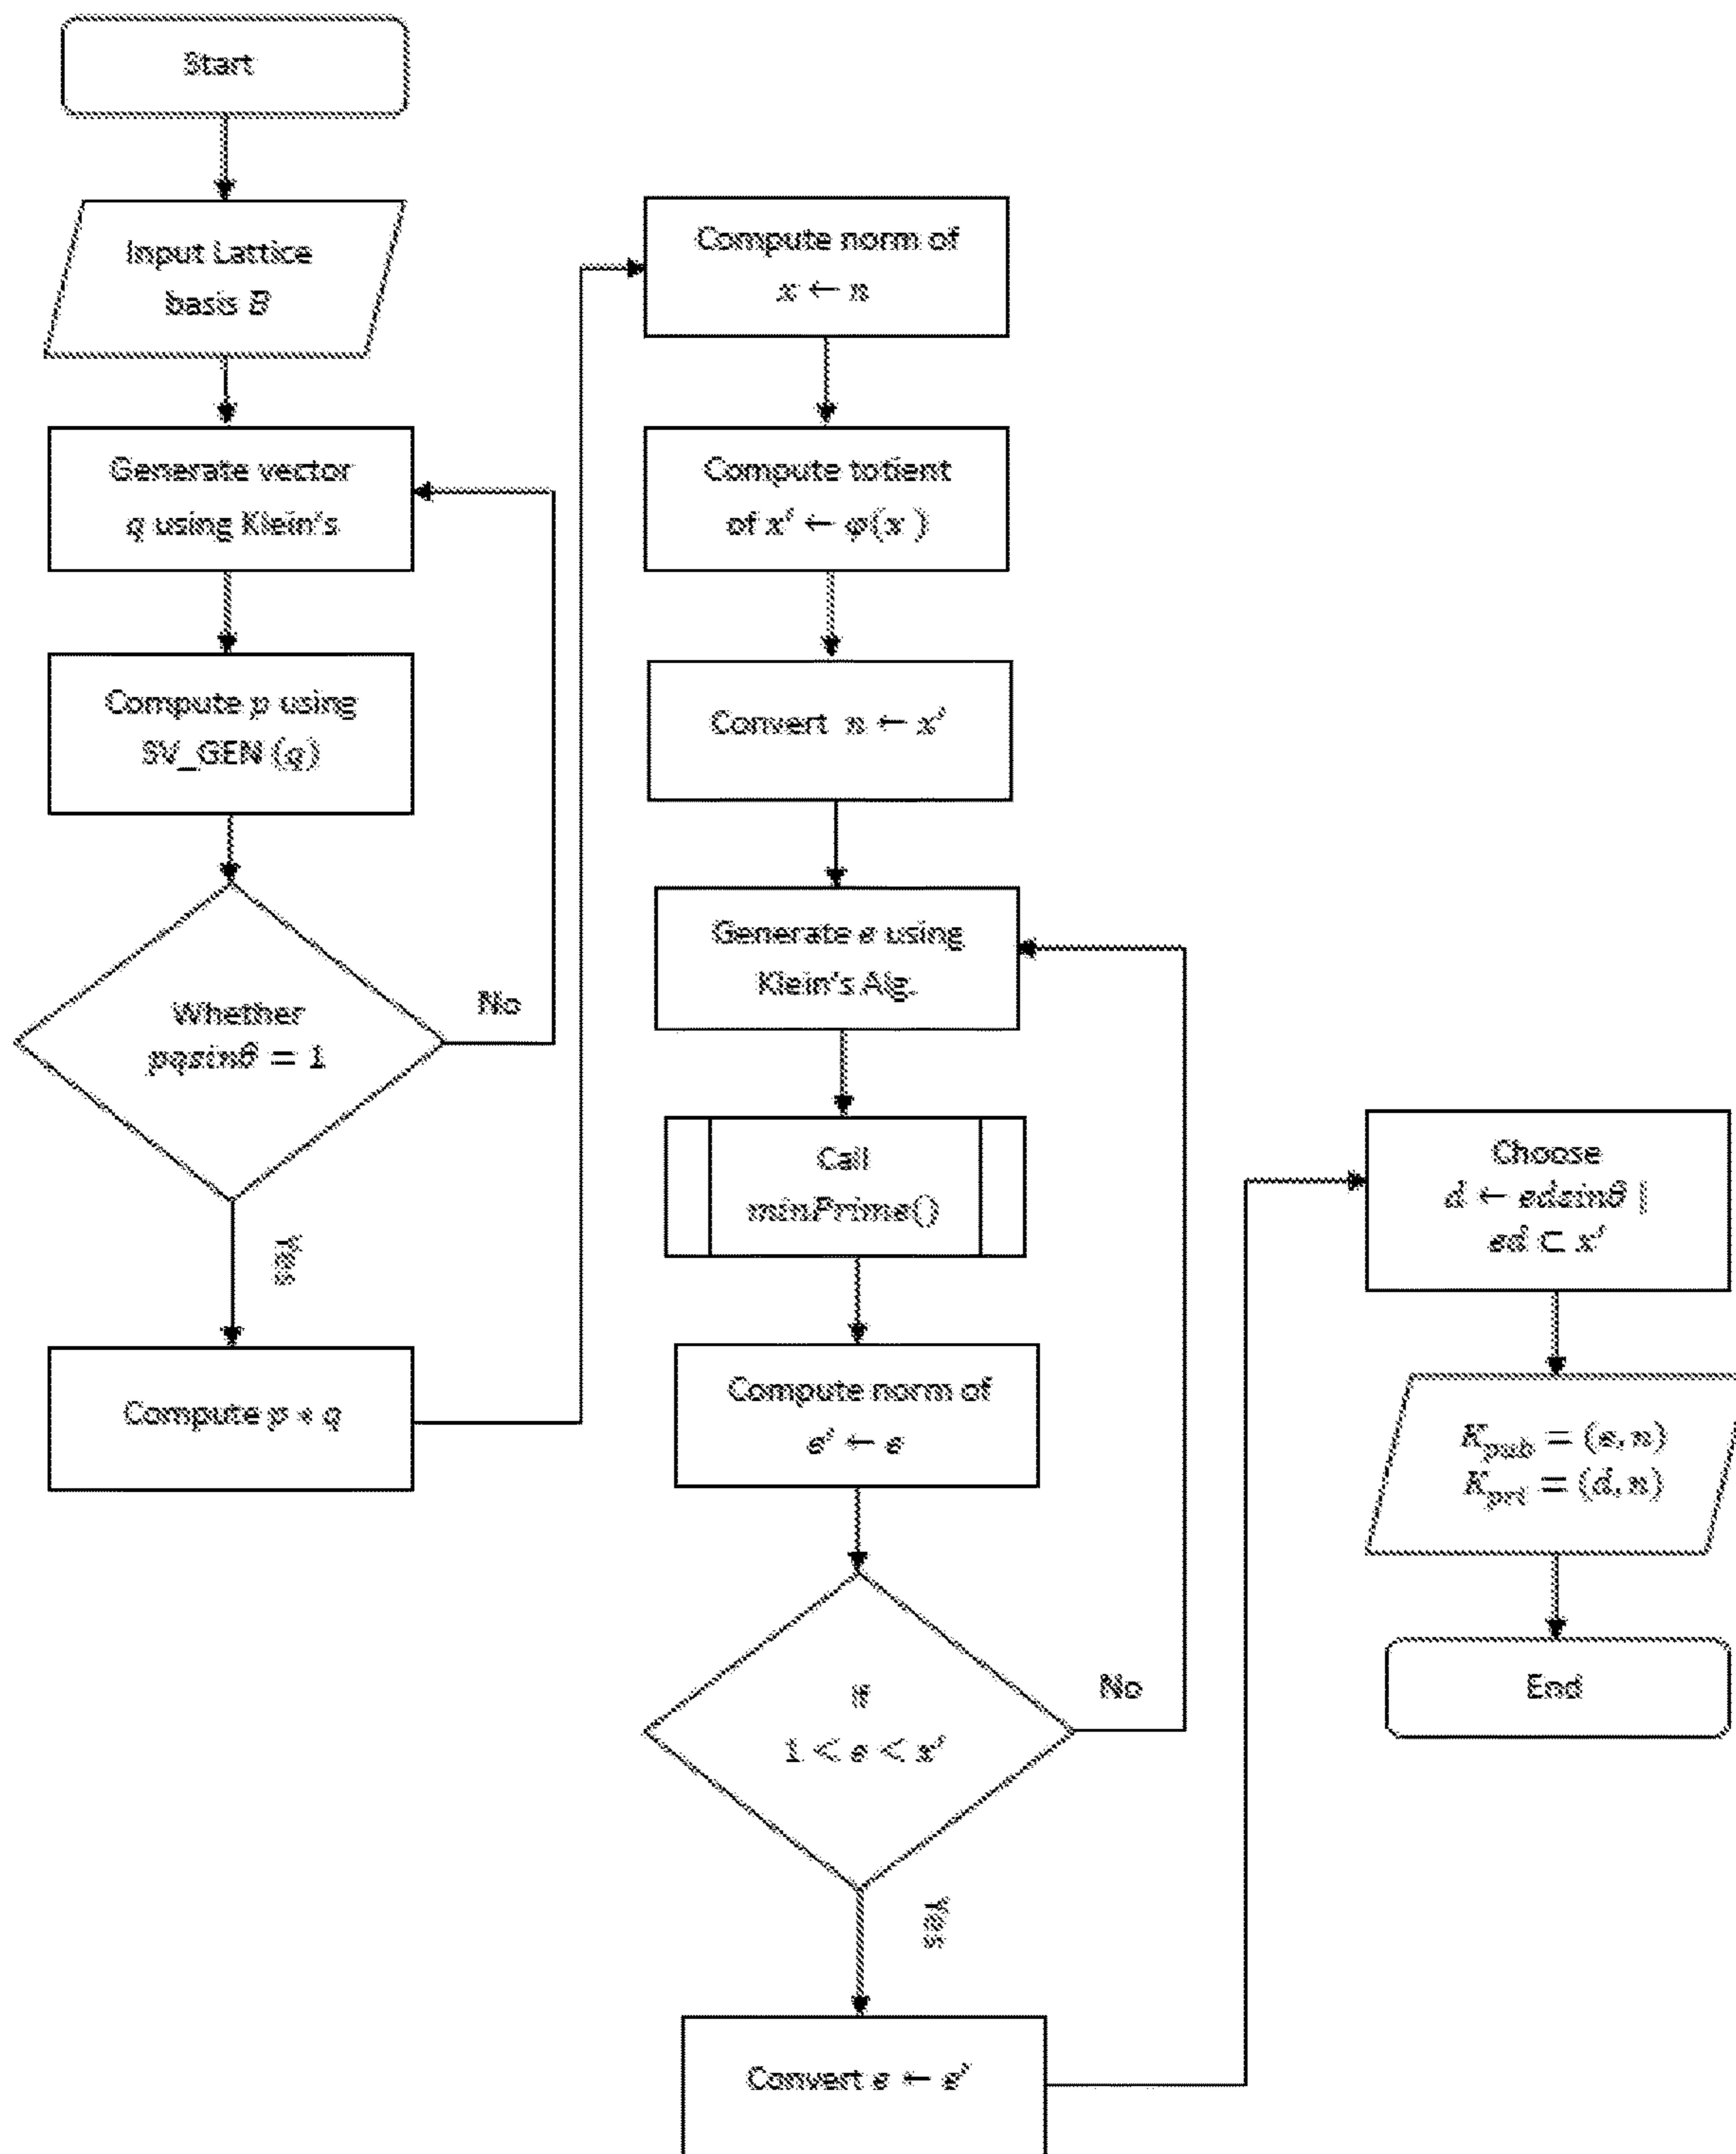 Start
Input Lattice
basis B
Generate vector
q using Klein's
Compute p using
SV_GEN (q)
Whether
pqsinθ = 1
No
Yes
Compute p * q
Compute norm of
x ← n
Compute totient
of x' ← φ(x )
Convert n ← x'
Generate e using
Klein's Alg.
Call
minPrime()
Compute norm of
e' ← e
If
1 < e < x'
No
Yes
Convert e ← e'
Choose
d ← edsinθ |
ed ⊂ x'
K_pub = (e, n)
K_pri = (d, n)
End